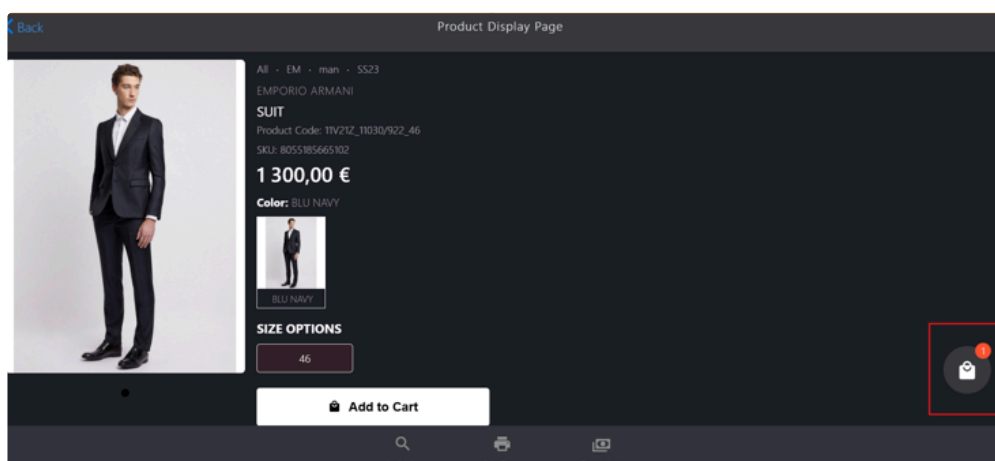 Back
Product Display Page
All - EM - man - SS23
EMPORIO ARMANI
SUIT
Product Code: 11V21Z_11030/922_46
SKU: 8055185665102
1 300,00 €
Color: BLU NAVY
BLU NAVY
SIZE OPTIONS
46
1
Add to Cart